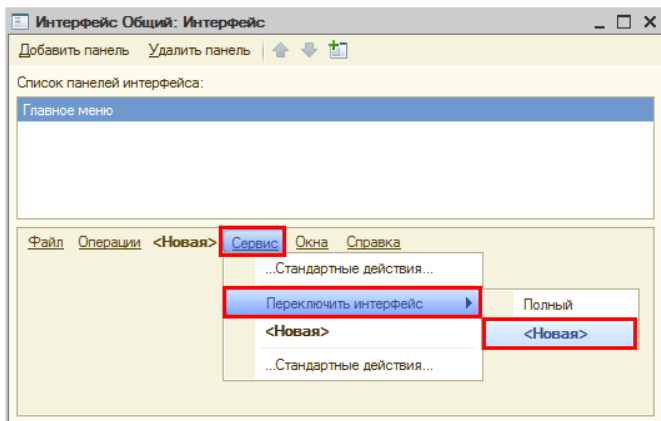 Интерфейс Общий: Интерфейс
Добавить панель Удалить панель
Список панелей интерфейса:
Главное меню
Файл Операции <Новая> Сервис Окна Справка
...Стандартные действия...
Переключить интерфейс Полный
<Новая> <Новая>
...Стандартные действия...